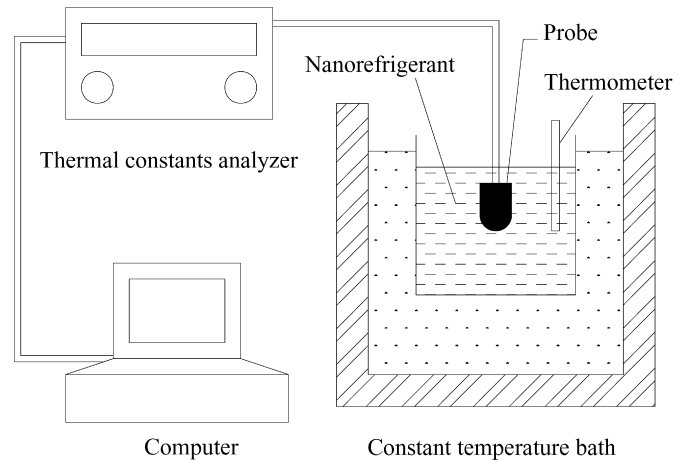 Probe
Nanorefrigerant
Thermometer
Thermal constants analyzer
Computer
Constant temperature bath